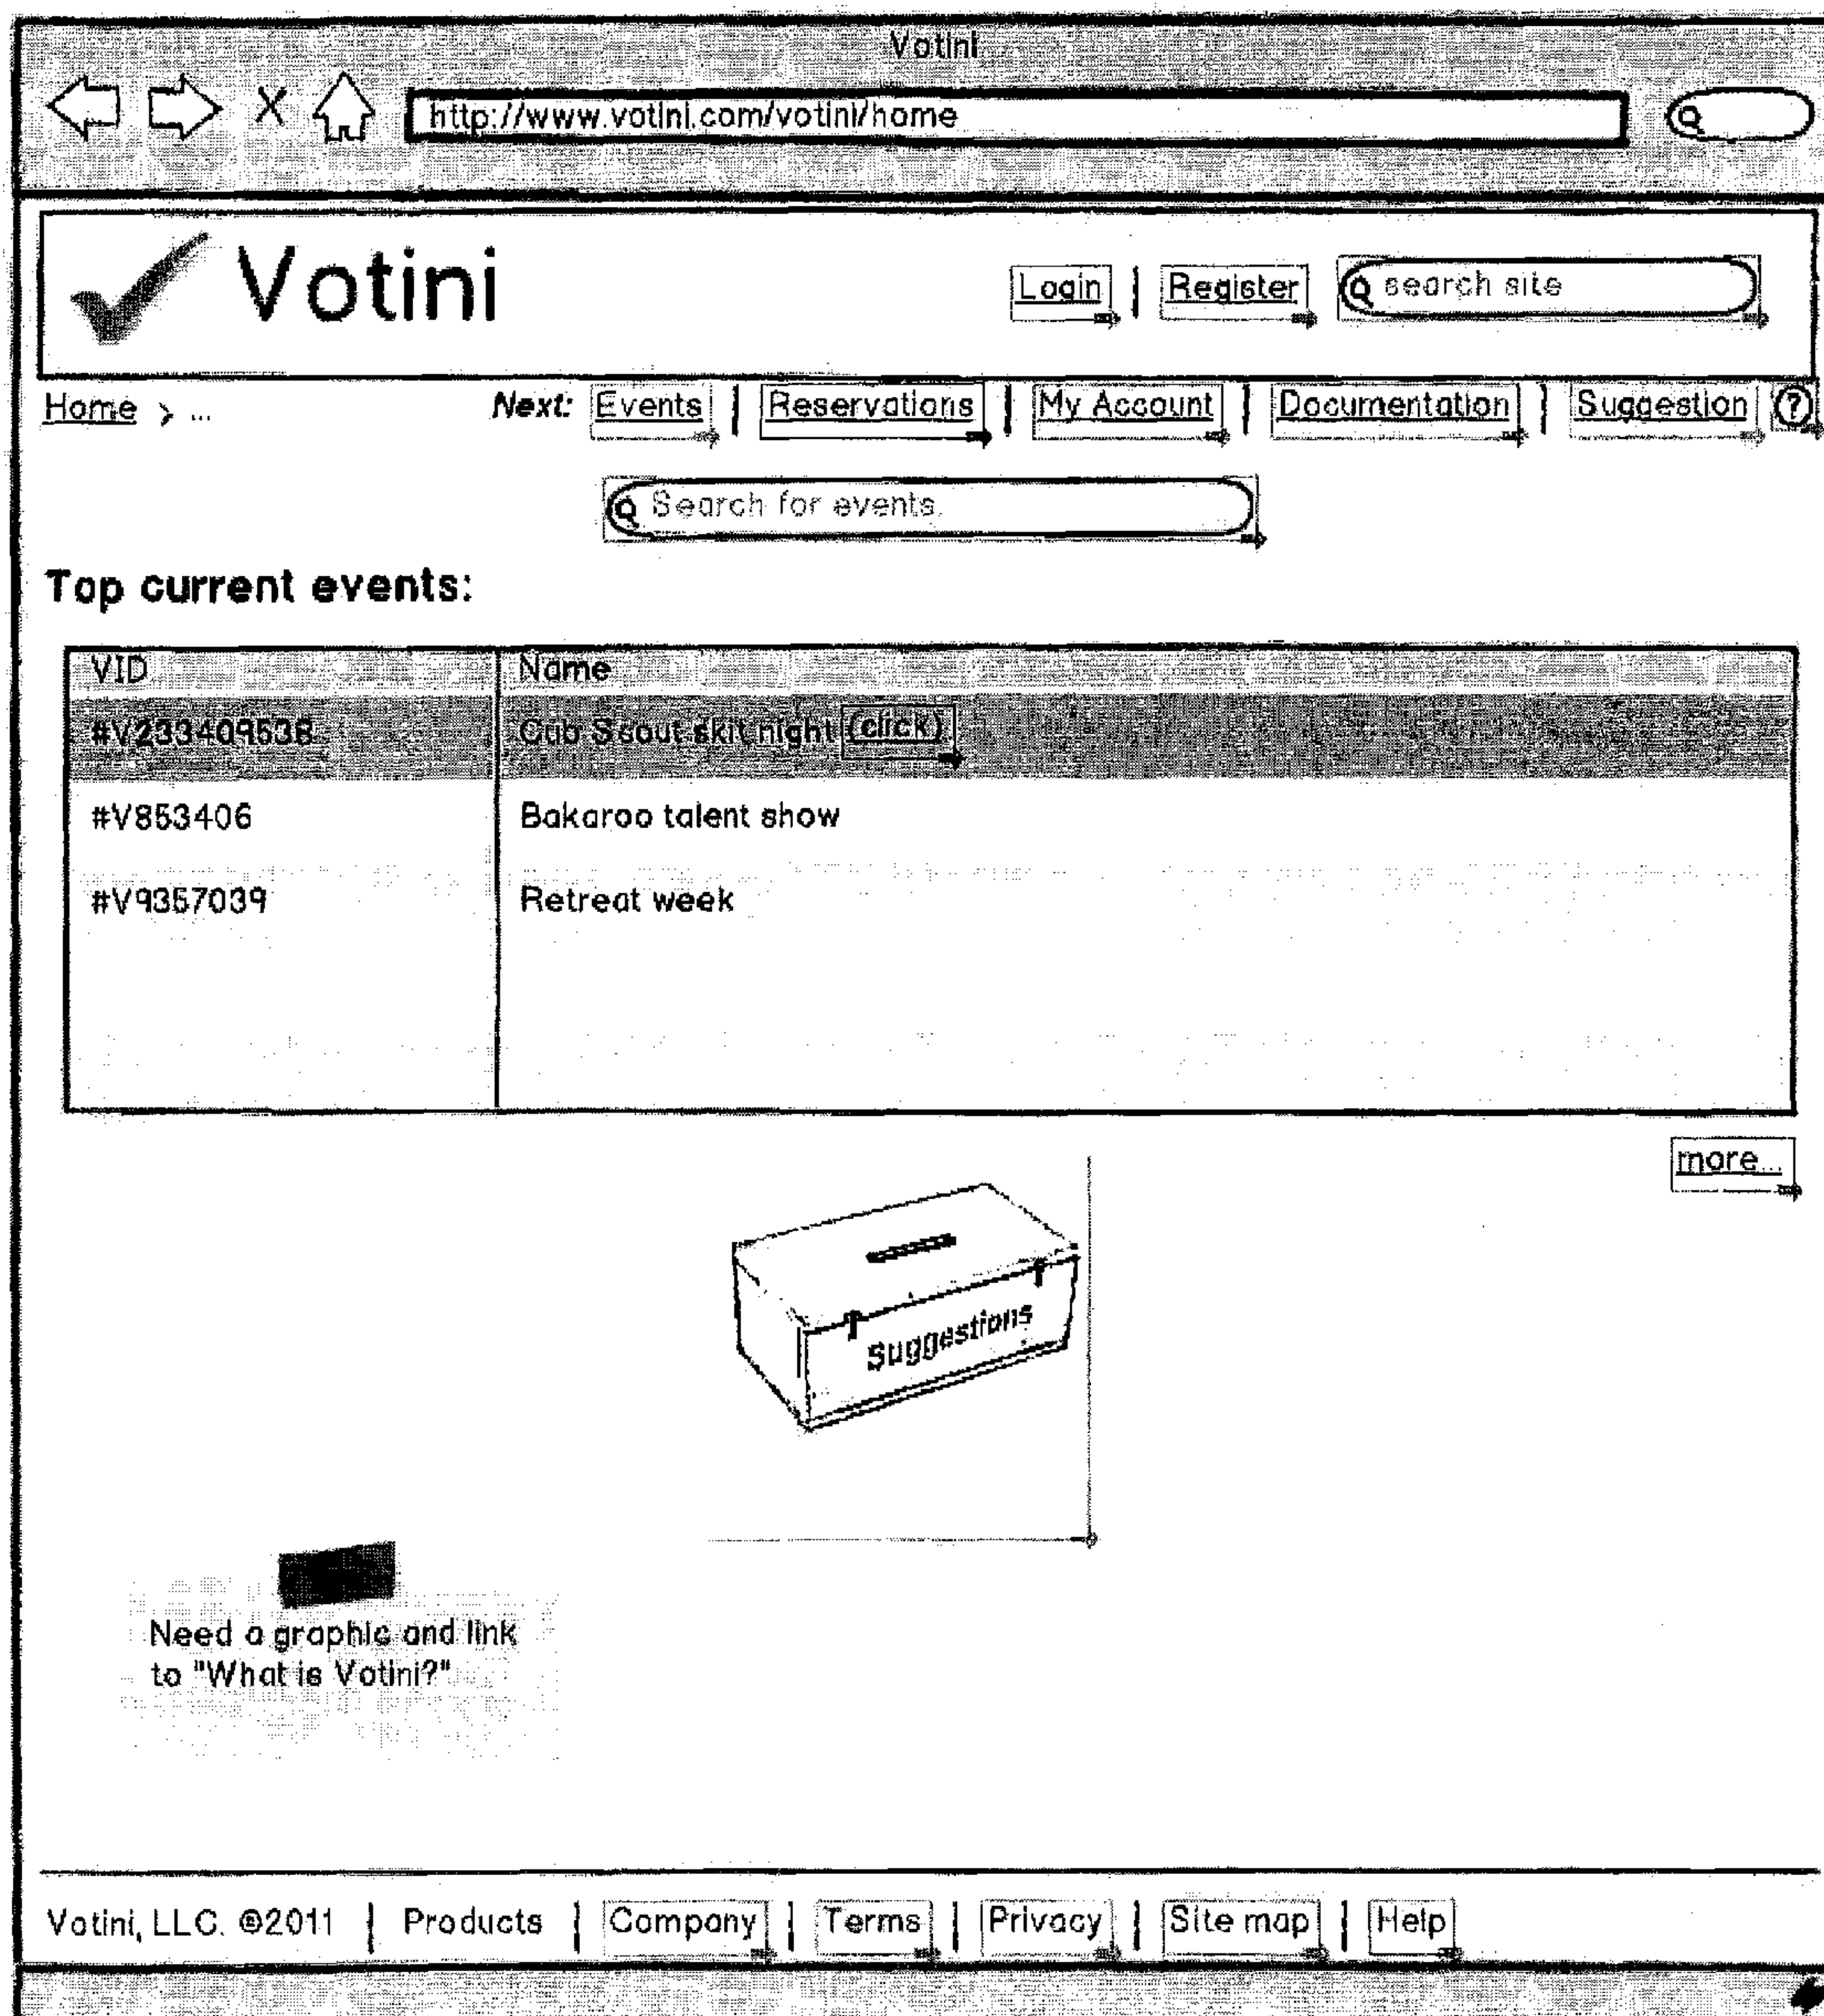 Votini
http://www.votini.com/votini/home
Votini
Login | Register search site
Home > ... Next: Events | Reservations | My Account | Documentation | Suggestion ?
Search for events
Top current events:
VID Name
#V233409538 Cub Scout skit night (click)
#V853406 Bakaroo talent show
#V9357039 Retreat week
more...
Suggestions
Need a graphic and link
to "What is Votini?"
Votini, LLC. ©2011 | Products | Company | Terms | Privacy | Site map | Help